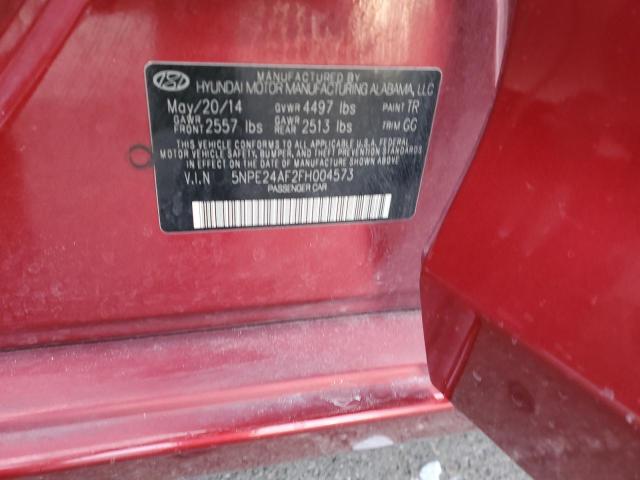 MANUFACTURED BY
HYUNDAI MOTOR MANUFACTURING ALABAMA, LLC
May/20/14 GVWR 4497 lbs PAINT TR
GAWR FRONT 2557 lbs GAWR REAR 2513 lbs TRIM GG
THIS VEHICLE CONFORMS TO ALL APPLICABLE FEDERAL
MOTOR VEHICLE SAFETY, BUMPER, AND THEFT PREVENTION
STANDARDS IN EFFECT ON THE DATE OF MANUFACTURE SHOWN ABOVE.
V.I.N 5NPE24AF2FH004573
PASSENGER CAR